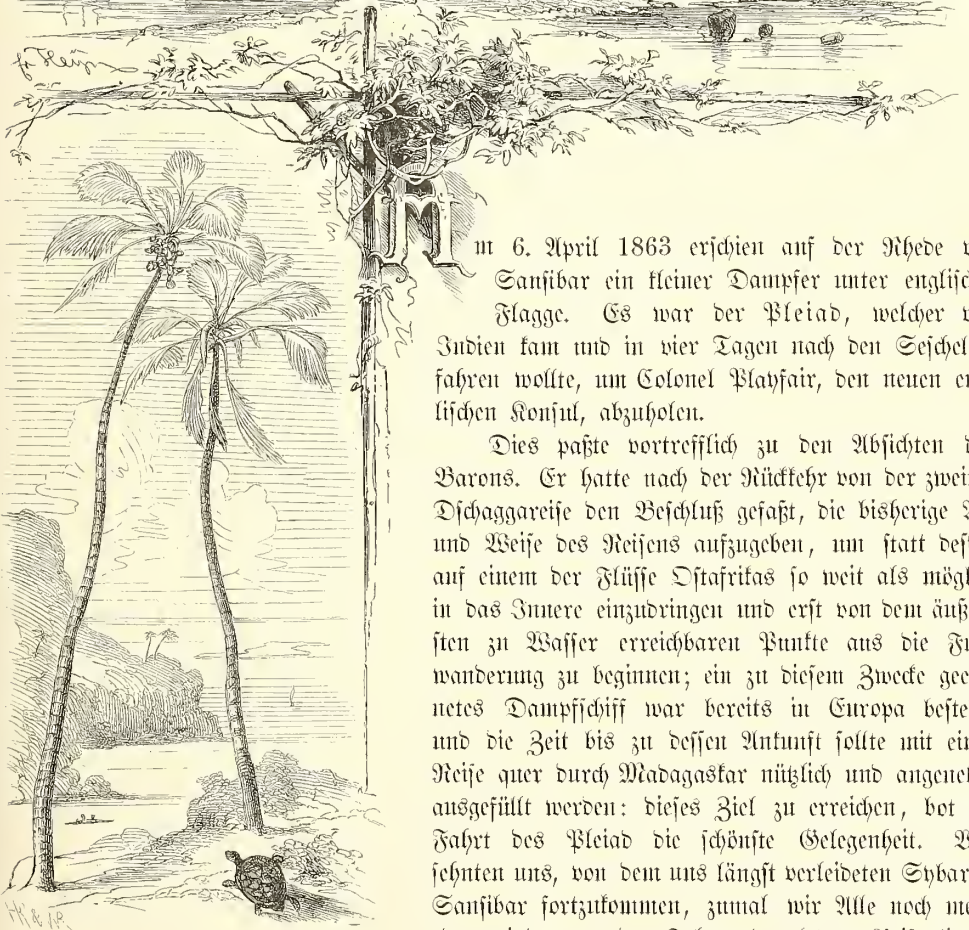 Am 6. April 1863 erschien auf der Rhede v
Sansibar ein kleiner Dampfer unter englisch
Flagge. Es war der Pleiad, welcher v
Indien kam und in vier Tagen nach den Seschel
fahren wollte, um Colonel Playfair, den neuen en
lischen Konsul, abzuholen.
Dies paßte vortrefflich zu den Absichten d
Barons. Er hatte nach der Rückkehr von der zwei
Dschaggareise den Beschluß gefaßt, die bisherige
und Weise des Reisens aufzugeben, um statt des
auf einem der Flüsse Ostafrikas so weit als mögl
in das Innere einzudringen und erst von dem äuß
sten zu Wasser erreichbaren Punkte aus die Fu
wanderung zu beginnen; ein zu diesem Zwecke gee
netes Dampfschiff war bereits in Europa beste
und die Zeit bis zu dessen Ankunft sollte mit ein
Reise quer durch Madagaskar nützlich und angene
ausgefüllt werden: dieses Ziel zu erreichen, bot
Fahrt des Pleiad die schönste Gelegenheit. W
sehnten uns, von dem uns längst verleideten Sybar
Sansibar fortzukommen, zumal wir Alle noch me